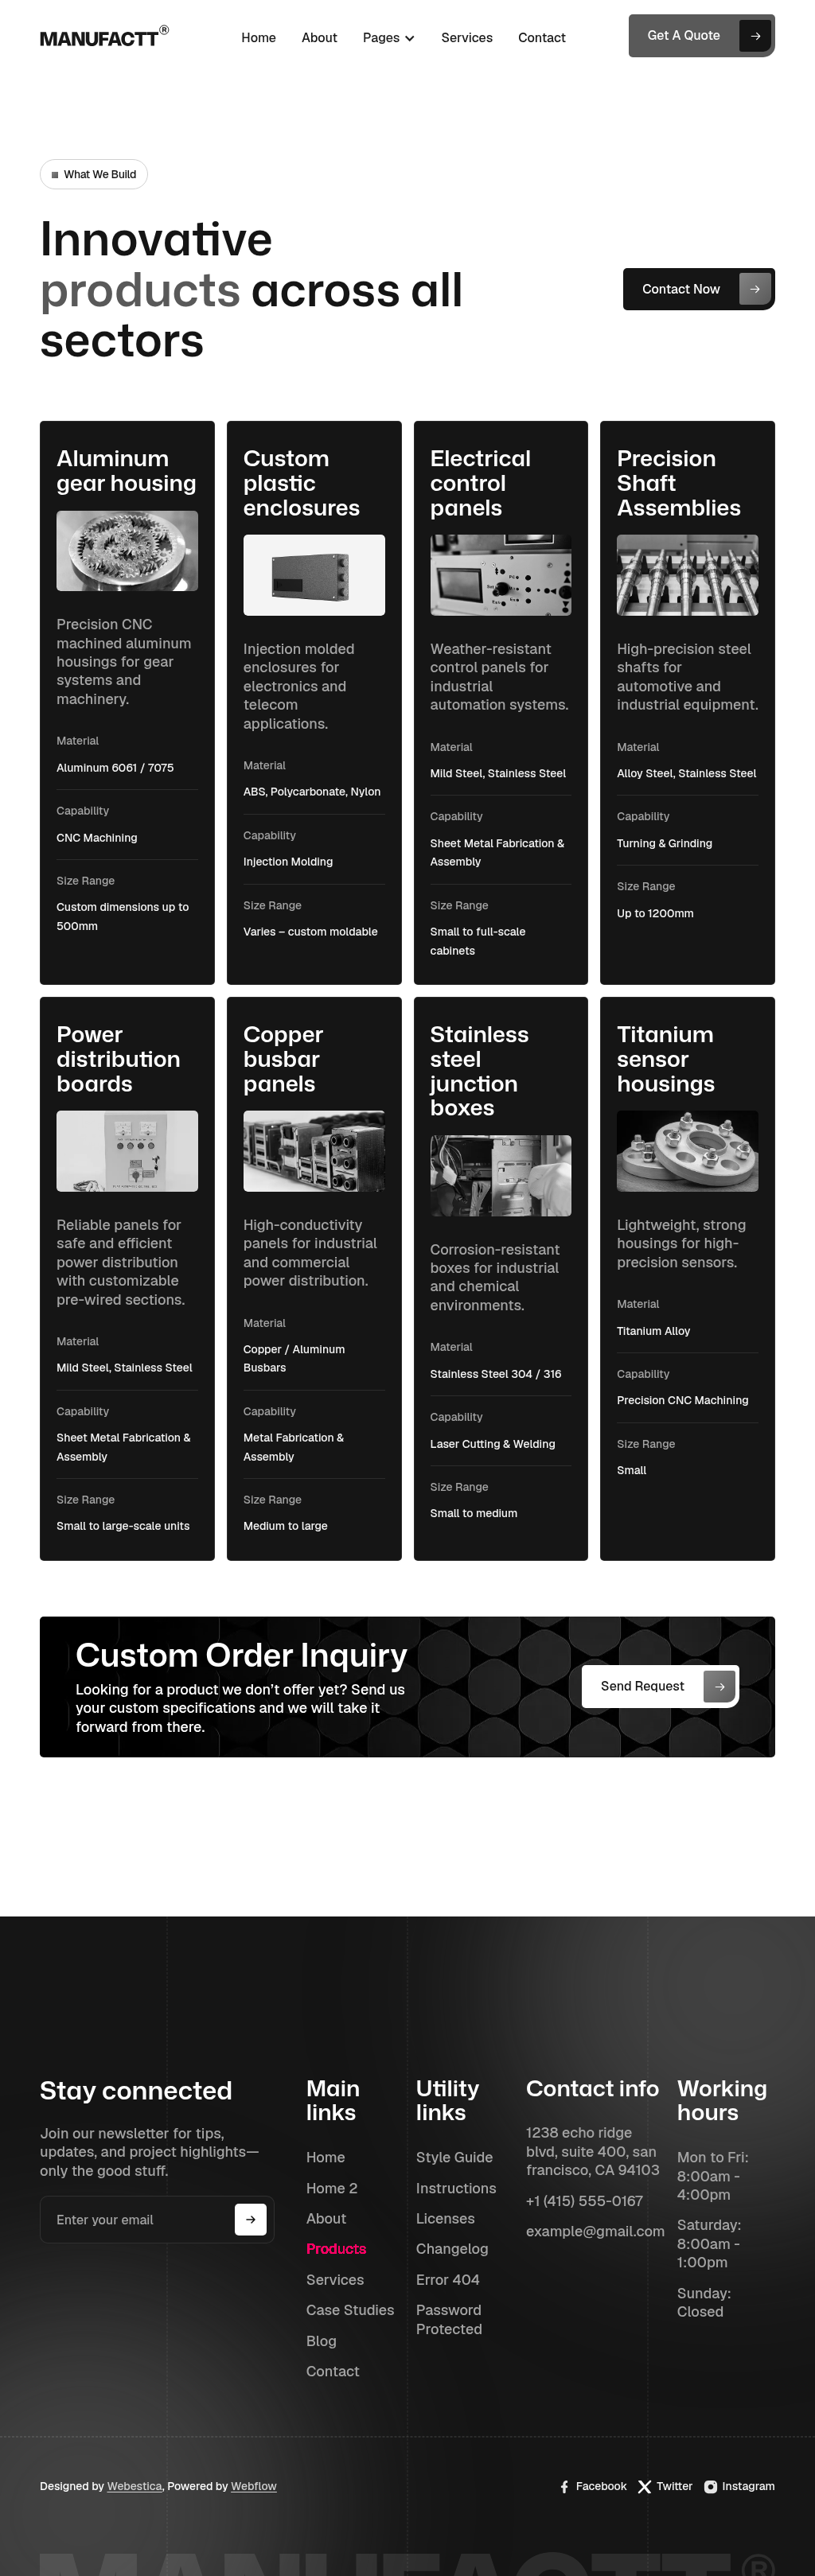 MANUFACTT®
Home
About
Pages
Services
Contact
Get A Quote
What We Build
Innovative
products across all
sectors
Contact Now
Aluminum
gear housing
Precision CNC
machined aluminum
housings for gear
systems and
machinery.
Material
Aluminum 6061 / 7075
Capability
CNC Machining
Size Range
Custom dimensions up to
500mm
Custom
plastic
enclosures
Injection molded
enclosures for
electronics and
telecom
applications.
Material
ABS, Polycarbonate, Nylon
Capability
Injection Molding
Size Range
Varies – custom moldable
Electrical
control
panels
Weather-resistant
control panels for
industrial
automation systems.
Material
Mild Steel, Stainless Steel
Capability
Sheet Metal Fabrication &
Assembly
Size Range
Small to full-scale
cabinets
Precision
Shaft
Assemblies
High-precision steel
shafts for
automotive and
industrial equipment.
Material
Alloy Steel, Stainless Steel
Capability
Turning & Grinding
Size Range
Up to 1200mm
Power
distribution
boards
Reliable panels for
safe and efficient
power distribution
with customizable
pre-wired sections.
Material
Mild Steel, Stainless Steel
Capability
Sheet Metal Fabrication &
Assembly
Size Range
Small to large-scale units
Copper
busbar
panels
High-conductivity
panels for industrial
and commercial
power distribution.
Material
Copper / Aluminum
Busbars
Capability
Metal Fabrication &
Assembly
Size Range
Medium to large
Stainless
steel
junction
boxes
Corrosion-resistant
boxes for industrial
and chemical
environments.
Material
Stainless Steel 304 / 316
Capability
Laser Cutting & Welding
Size Range
Small to medium
Titanium
sensor
housings
Lightweight, strong
housings for high-
precision sensors.
Material
Titanium Alloy
Capability
Precision CNC Machining
Size Range
Small
Custom Order Inquiry
Looking for a product we don’t offer yet? Send us
your custom specifications and we will take it
forward from there.
Send Request
Stay connected
Join our newsletter for tips,
updates, and project highlights—
only the good stuff.
Enter your email
Main
links
Home
Home 2
About
Products
Services
Case Studies
Blog
Contact
Utility
links
Style Guide
Instructions
Licenses
Changelog
Error 404
Password
Protected
Contact info
1238 echo ridge
blvd, suite 400, san
francisco, CA 94103
+1 (415) 555-0167
example@gmail.com
Working
hours
Mon to Fri:
8:00am -
4:00pm
Saturday:
8:00am -
1:00pm
Sunday:
Closed
Designed by Webestica, Powered by Webflow
Facebook
Twitter
Instagram
MANUFACTT®